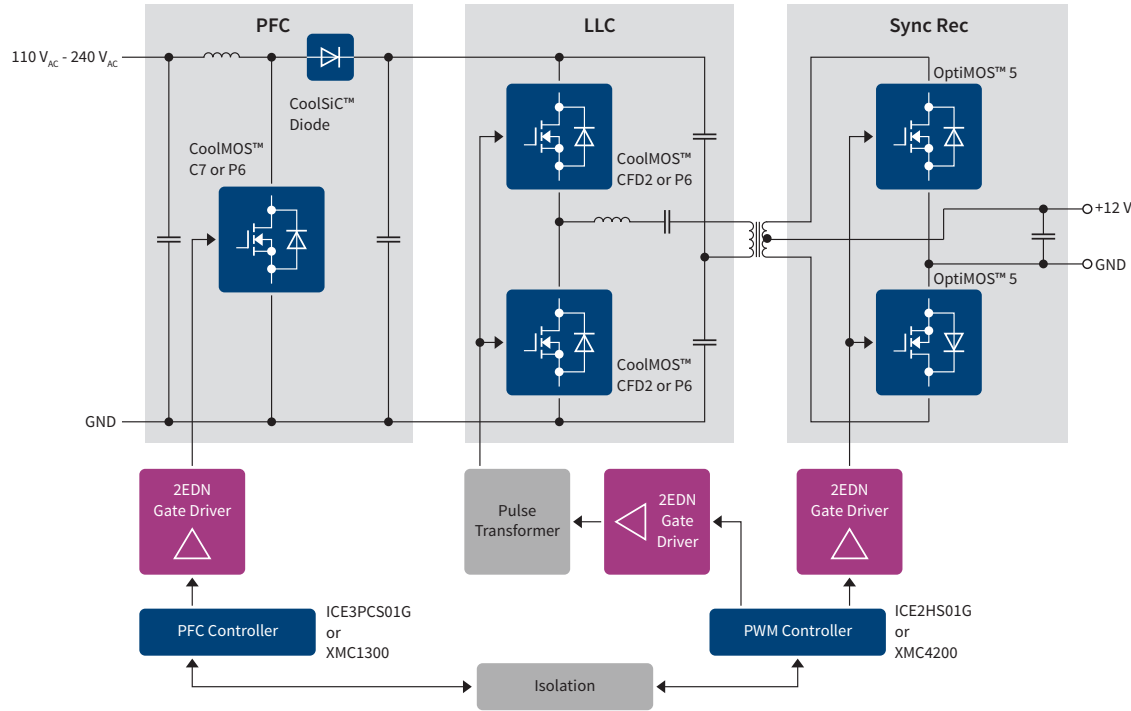 PFC
LLC
Sync Rec
110 VAC - 240 VAC
CoolSiC™
Diode
CoolMOS™
C7 or P6
CoolMOS™
CFD2 or P6
CoolMOS™
CFD2 or P6
OptiMOS™ 5
+12 V
GND
OptiMOS™ 5
GND
2EDN
Gate Driver
Pulse
Transformer
2EDN
Gate
Driver
2EDN
Gate Driver
PFC Controller
ICE3PCS01G
or
XMC1300
PWM Controller
ICE2HS01G
or
XMC4200
Isolation